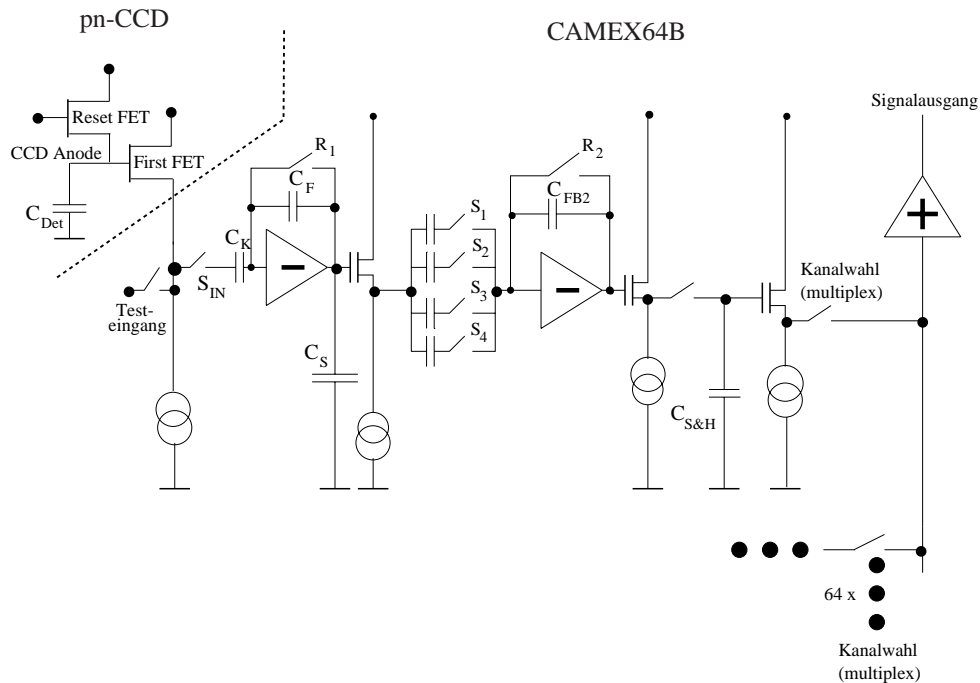 pn-CCD
CAMEX64B
Reset FET
CCD Anode
First FET
C_Det
Test-
eingang
S_IN
C_K
R_1
C_F
C_S
S_1
S_2
S_3
S_4
R_2
C_FB2
C_S&H
Signalausgang
Kanalwahl
(multiplex)
64 x
Kanalwahl
(multiplex)